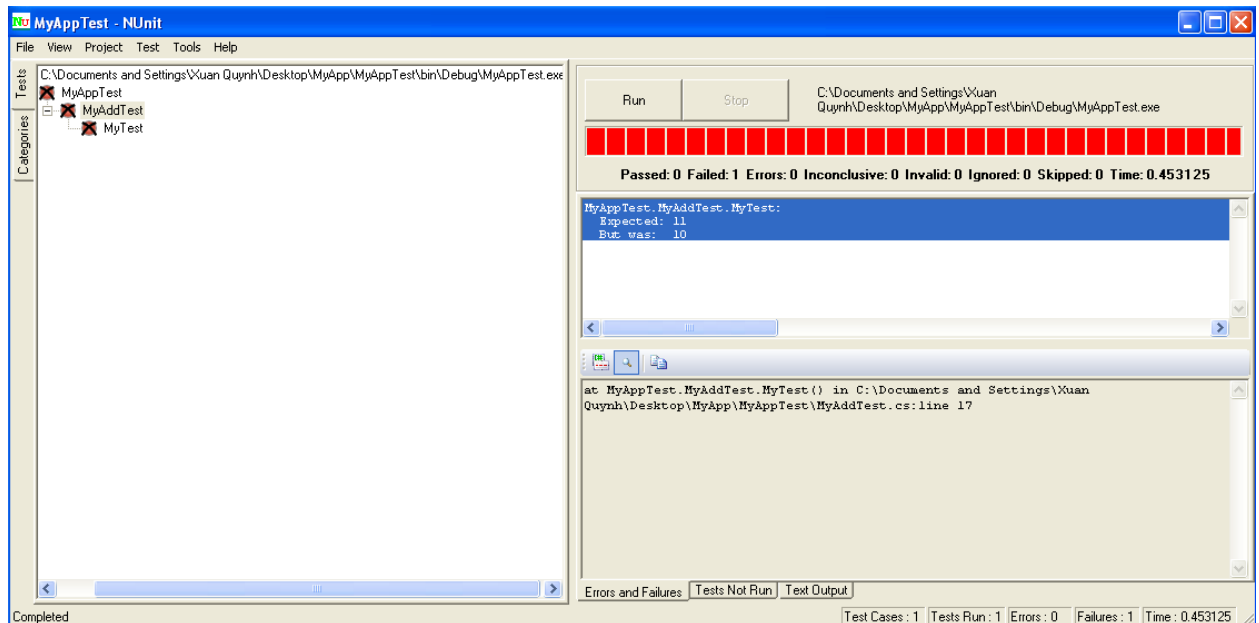 MyAppTest - NUnit
File View Project Test Tools Help
Tests
Categories
C:\Documents and Settings\Xuan Quynh\Desktop\MyApp\MyAppTest\bin\Debug\MyAppTest.exe
MyAppTest
MyAddTest
MyTest
Run
Stop
C:\Documents and Settings\Xuan
Quynh\Desktop\MyApp\MyAppTest\bin\Debug\MyAppTest.exe
Passed: 0 Failed: 1 Errors: 0 Inconclusive: 0 Invalid: 0 Ignored: 0 Skipped: 0 Time: 0.453125
MyAppTest.MyAddTest.MyTest:
Expected: 11
But was: 10
at MyAppTest.MyAddTest.MyTest() in C:\Documents and Settings\Xuan
Quynh\Desktop\MyApp\MyAppTest\MyAddTest.cs:line 17
Errors and Failures Tests Not Run Text Output
Completed
Test Cases : 1 Tests Run : 1 Errors : 0 Failures : 1 Time : 0.453125